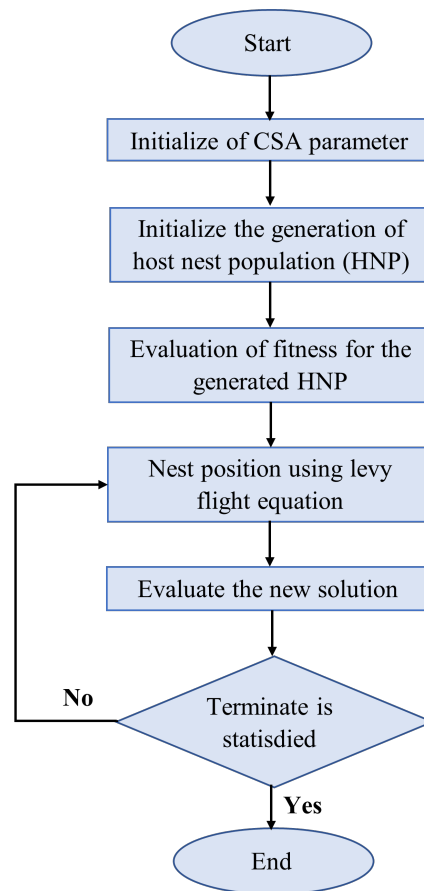 Start
Initialize of CSA parameter
Initialize the generation of
host nest population (HNP)
Evaluation of fitness for the
generated HNP
Nest position using levy
flight equation
Evaluate the new solution
No
Terminate is
statisdied
Yes
End